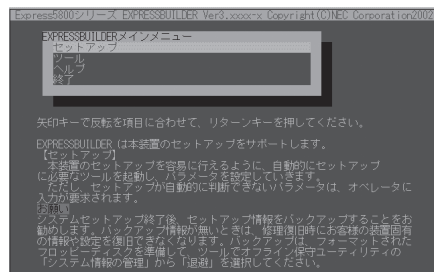 Express5800シリーズ EXPRESSBUILDER Ver3.xxxx-x Copyright(C)NEC Corporation2002
EXPRESSBUILDERメインメニュー
セットアップ
ツール
ヘルプ
終了
矢印キーで反転を項目に合わせて、リターンキーを押してください。
EXPRESSBUILDER は本装置のセットアップをサポートします。
【セットアップ】
本装置のセットアップを容易に行えるように、自動的にセットアップ
に必要なツールを起動し、パラメータを設定していきます。
ただし、セットアップが自動的に判断できないパラメータは、オペレータに
入力が要求されます。
お願い
システムセットアップ終了後、セットアップ情報をバックアップすることをお
勧めします。バックアップ情報が無いときは、修理復旧時にお客様の装置固有
の情報や設定を復旧できなくなります。バックアップは、フォーマットされた
フロッピーディスクを準備して、ツールでオフライン保守ユーティリティの
「システム情報の管理」から「退避」を選択してください。